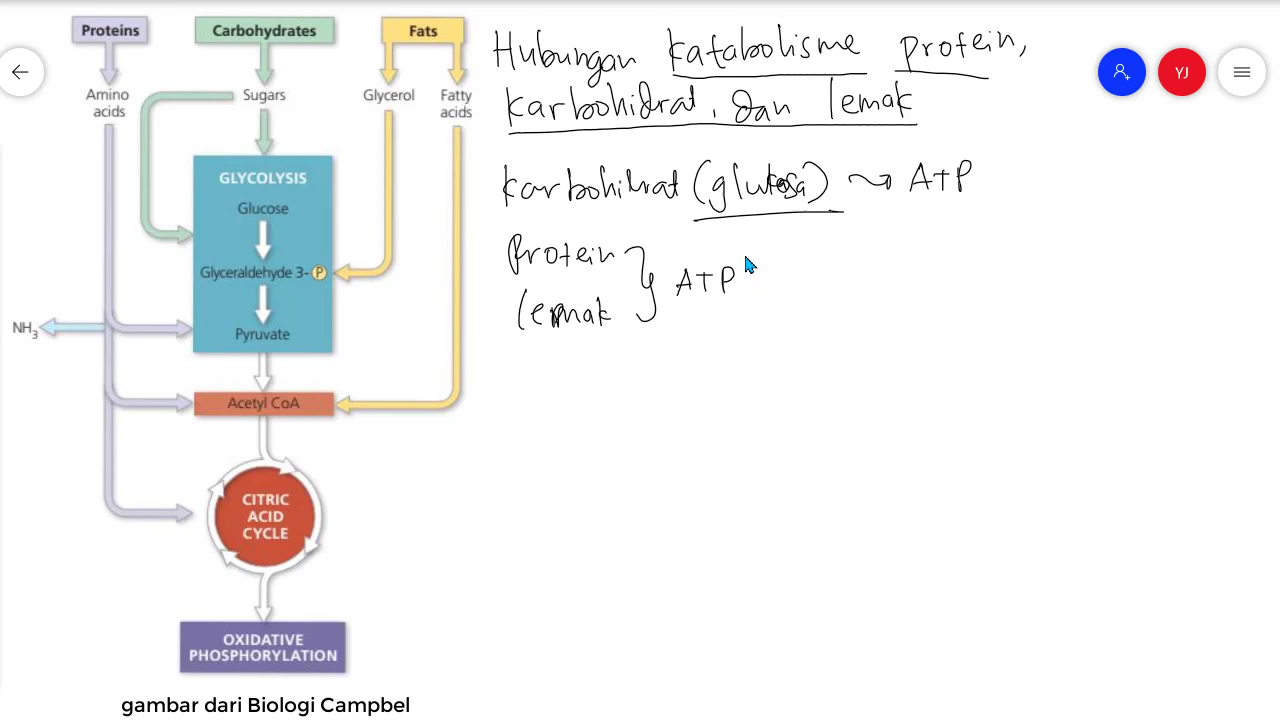 Proteins
Carbohydrates
Fats
Amino
acids
Sugars
Glycerol
Fatty
acids
GLYCOLYSIS
Glucose
Glyceraldehyde 3- P
NH3
Pyruvate
Acetyl CoA
CITRIC
ACID
CYCLE
OXIDATIVE
PHOSPHORYLATION
gambar dari Biologi Campbel
Hubungan katabolisme protein,
karbohidrat, dan lemak
karbohidrat (glukosa) → ATP
Protein
lemak
ATP
YJ